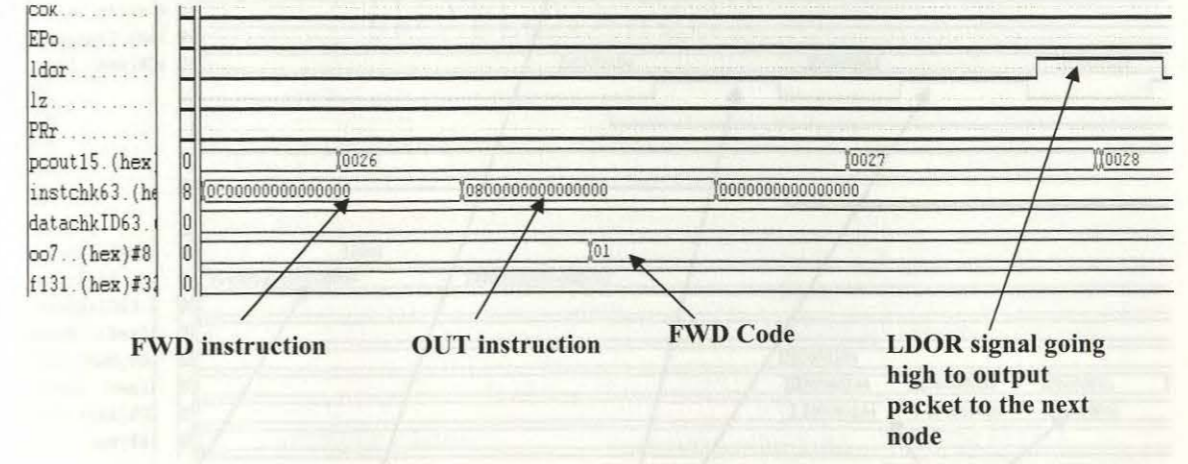 COK.........
EPo.........
ldor........
lz..........
PRr.........
pcout15.(hex] 0 0026 0027 0028
instchk63.(he 8 0C00000000000000 0800000000000000 0000000000000000
datachkID63. 0
oo7..(hex)#8 0 01
f131.(hex)#32 0
FWD instruction
OUT instruction
FWD Code
LDOR signal going
high to output
packet to the next
node